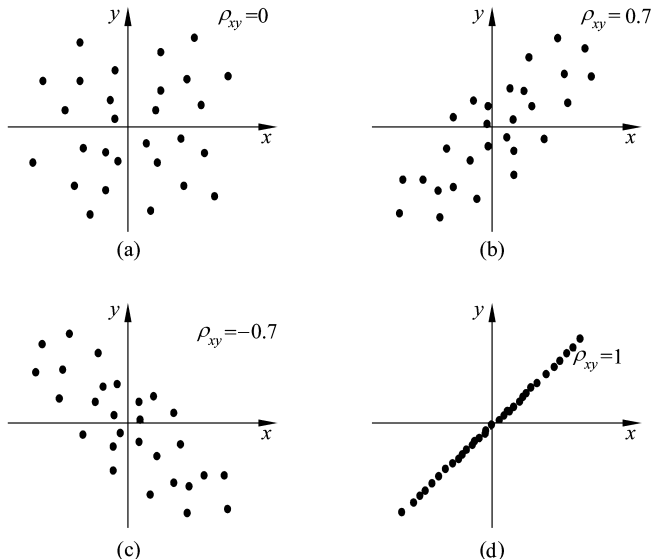 y
ρxy=0
x
(a)
y
ρxy=0.7
x
(b)
y
ρxy=−0.7
x
(c)
y
ρxy=1
x
(d)